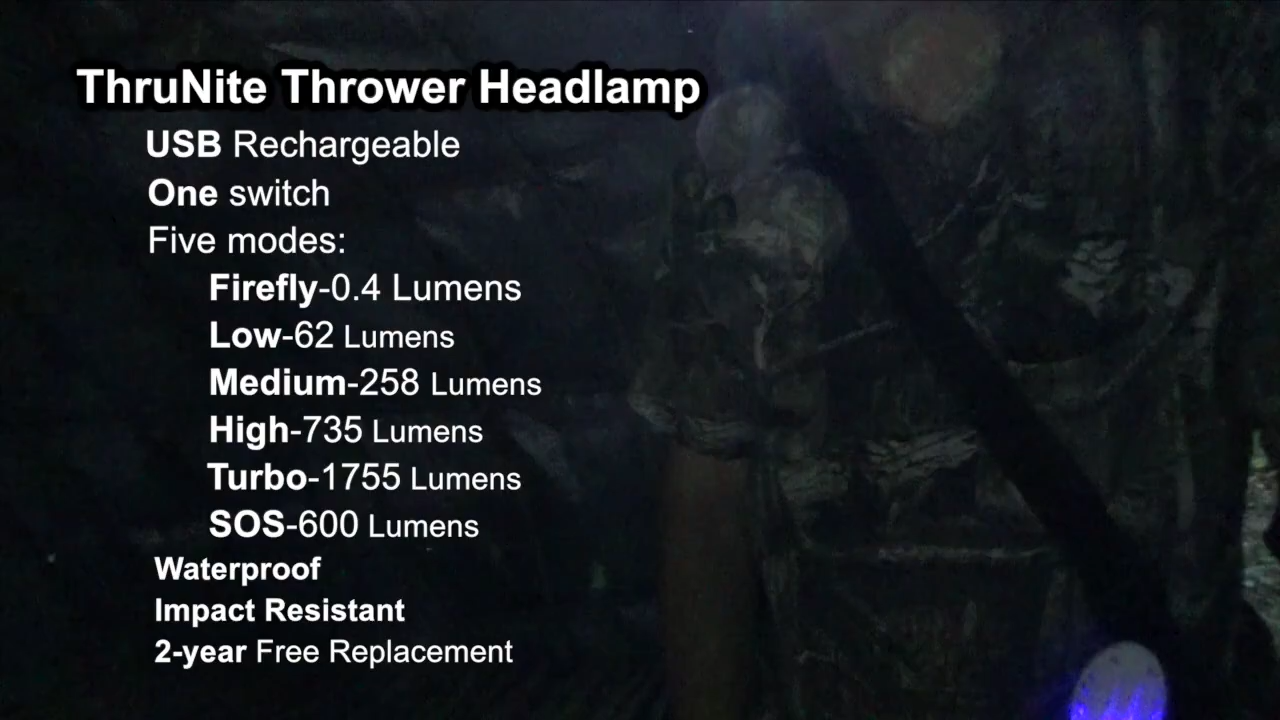 ThruNite Thrower Headlamp
USB Rechargeable
One switch
Five modes:
Firefly-0.4 Lumens
Low-62 Lumens
Medium-258 Lumens
High-735 Lumens
Turbo-1755 Lumens
SOS-600 Lumens
Waterproof
Impact Resistant
2-year Free Replacement